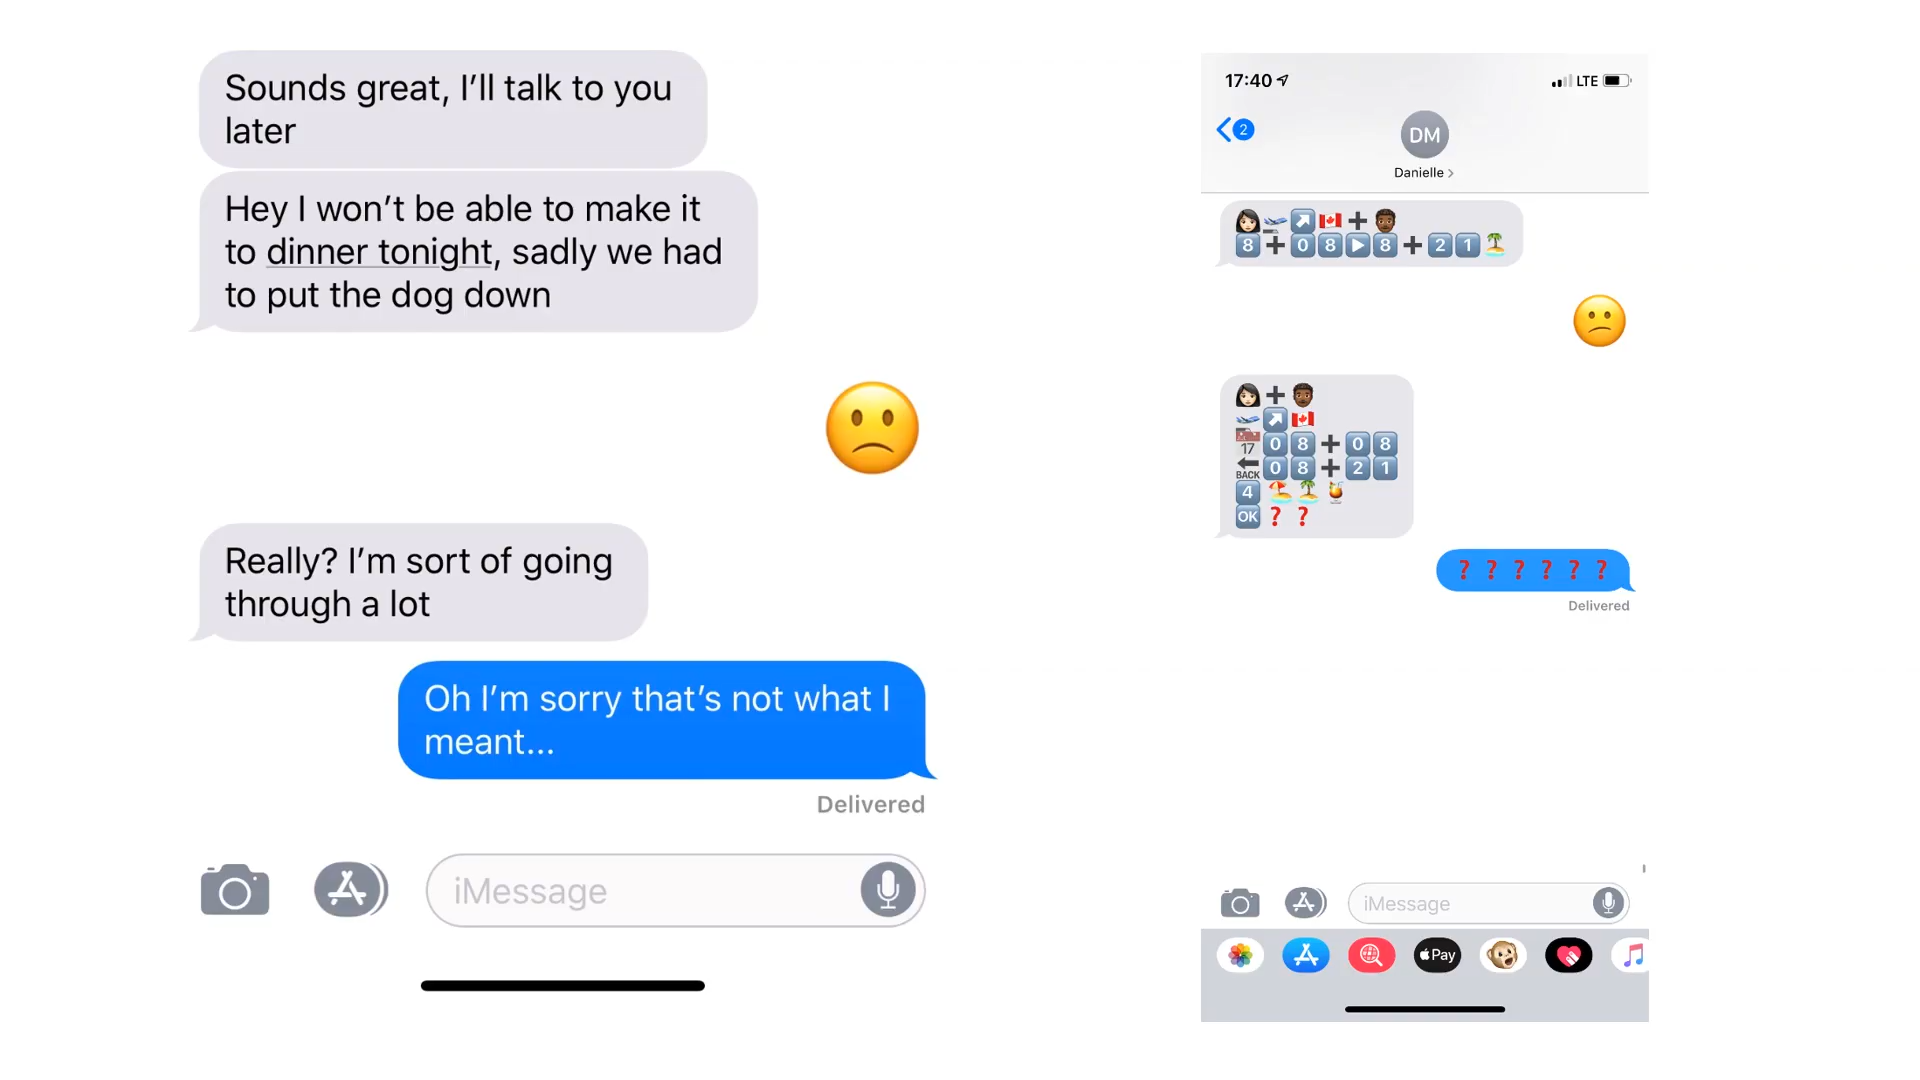 Sounds great, I’ll talk to you
later
Hey I won’t be able to make it
to dinner tonight, sadly we had
to put the dog down
🙁
Really? I’m sort of going
through a lot
Oh I’m sorry that’s not what I
meant...
Delivered
iMessage
17:40
LTE
2
DM
Danielle
👩🏻🛫↗️🇨🇦➕👨🏾
8️⃣➕0️⃣8️⃣▶️8️⃣➕2️⃣1️⃣🏝
😕
👩🏻➕👨🏾
🛫↗️🇨🇦
17 0️⃣8️⃣➕0️⃣8️⃣
BACK 0️⃣8️⃣➕2️⃣1️⃣
4️⃣🏖🏝🍹
🆗❓❓
❓❓❓❓❓❓
Delivered
iMessage
Pay